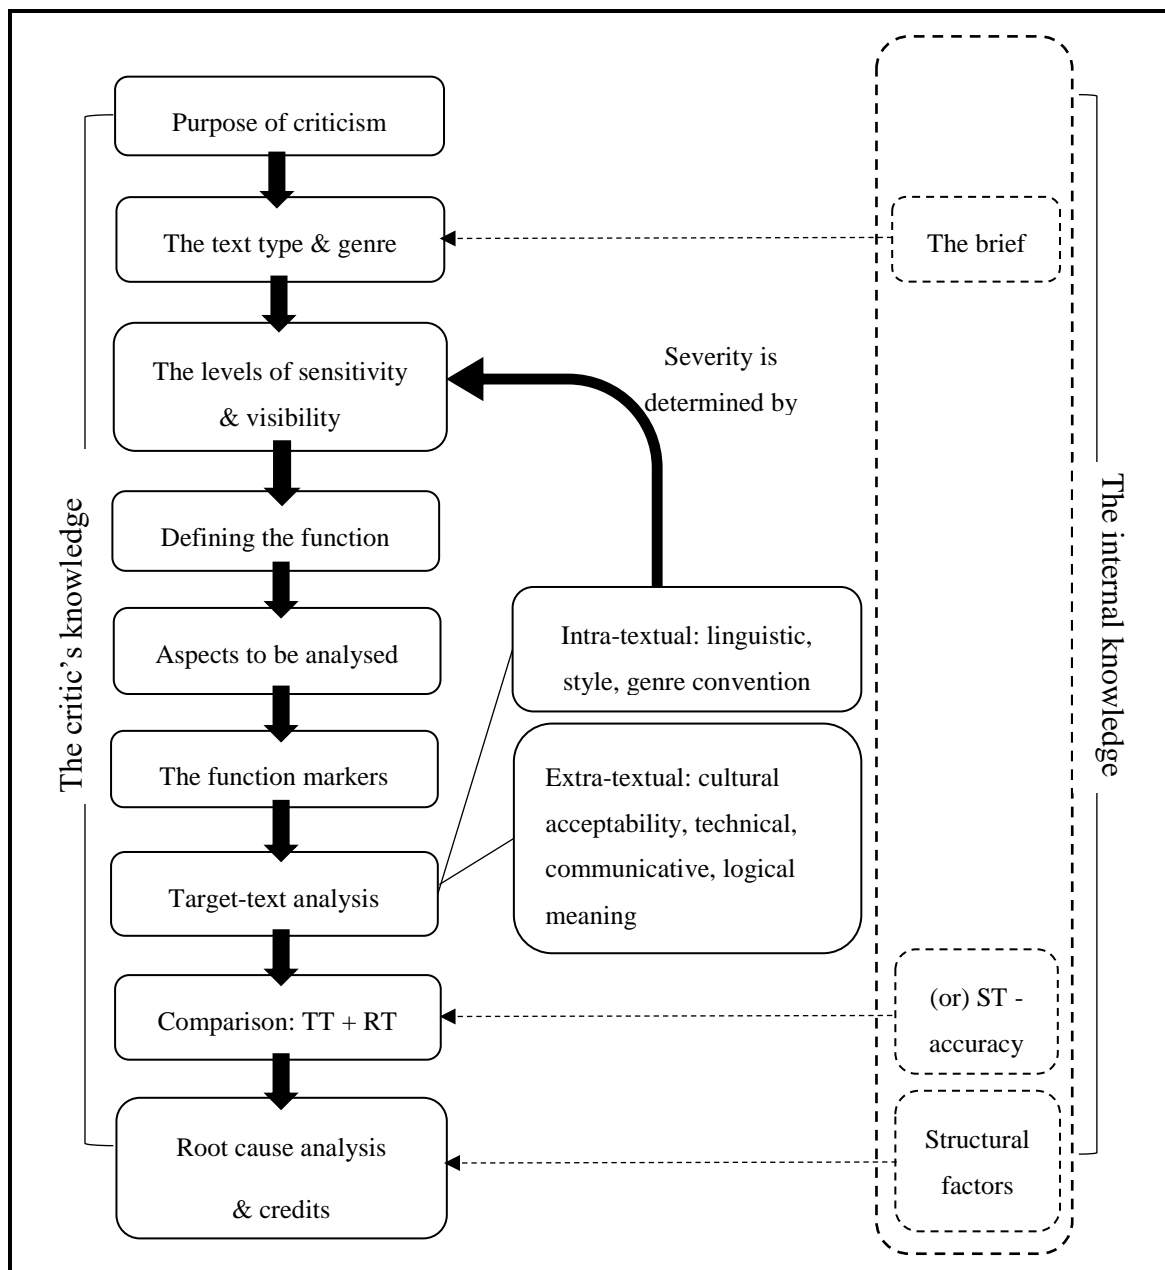 Purpose of criticism
The text type & genre
The brief
The levels of sensitivity
& visibility
Severity is
determined by
Defining the function
Aspects to be analysed
Intra-textual: linguistic,
style, genre convention
The function markers
Extra-textual: cultural
acceptability, technical,
communicative, logical
meaning
Target-text analysis
Comparison: TT + RT
(or) ST -
accuracy
Root cause analysis
& credits
Structural
factors
The critic’s knowledge
The internal knowledge